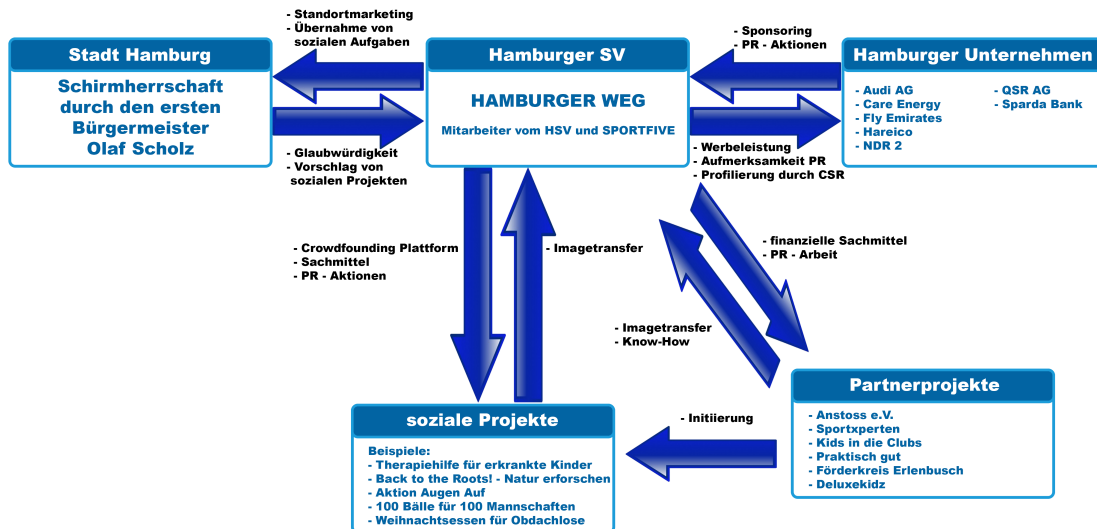 - Standortmarketing
- Übernahme von
sozialen Aufgaben
- Sponsoring
- PR - Aktionen
Stadt Hamburg
Schirmherrschaft
durch den ersten
Bürgermeister
Olaf Scholz
Hamburger SV
HAMBURGER WEG
Mitarbeiter vom HSV und SPORTFIVE
Hamburger Unternehmen
- Audi AG
- Care Energy
- Fly Emirates
- Hareico
- NDR 2
- QSR AG
- Sparda Bank
- Glaubwürdigkeit
- Vorschlag von
sozialen Projekten
- Werbeleistung
- Aufmerksamkeit PR
- Profilierung durch CSR
- Crowdfounding Plattform
- Sachmittel
- PR - Aktionen
- Imagetransfer
- finanzielle Sachmittel
- PR - Arbeit
- Imagetransfer
- Know-How
soziale Projekte
Beispiele:
- Therapiehilfe für erkrankte Kinder
- Back to the Roots! - Natur erforschen
- Aktion Augen Auf
- 100 Bälle für 100 Mannschaften
- Weihnachtsessen für Obdachlose
- Initiierung
Partnerprojekte
- Anstoss e.V.
- Sportxperten
- Kids in die Clubs
- Praktisch gut
- Förderkreis Erlenbusch
- Deluxekidz